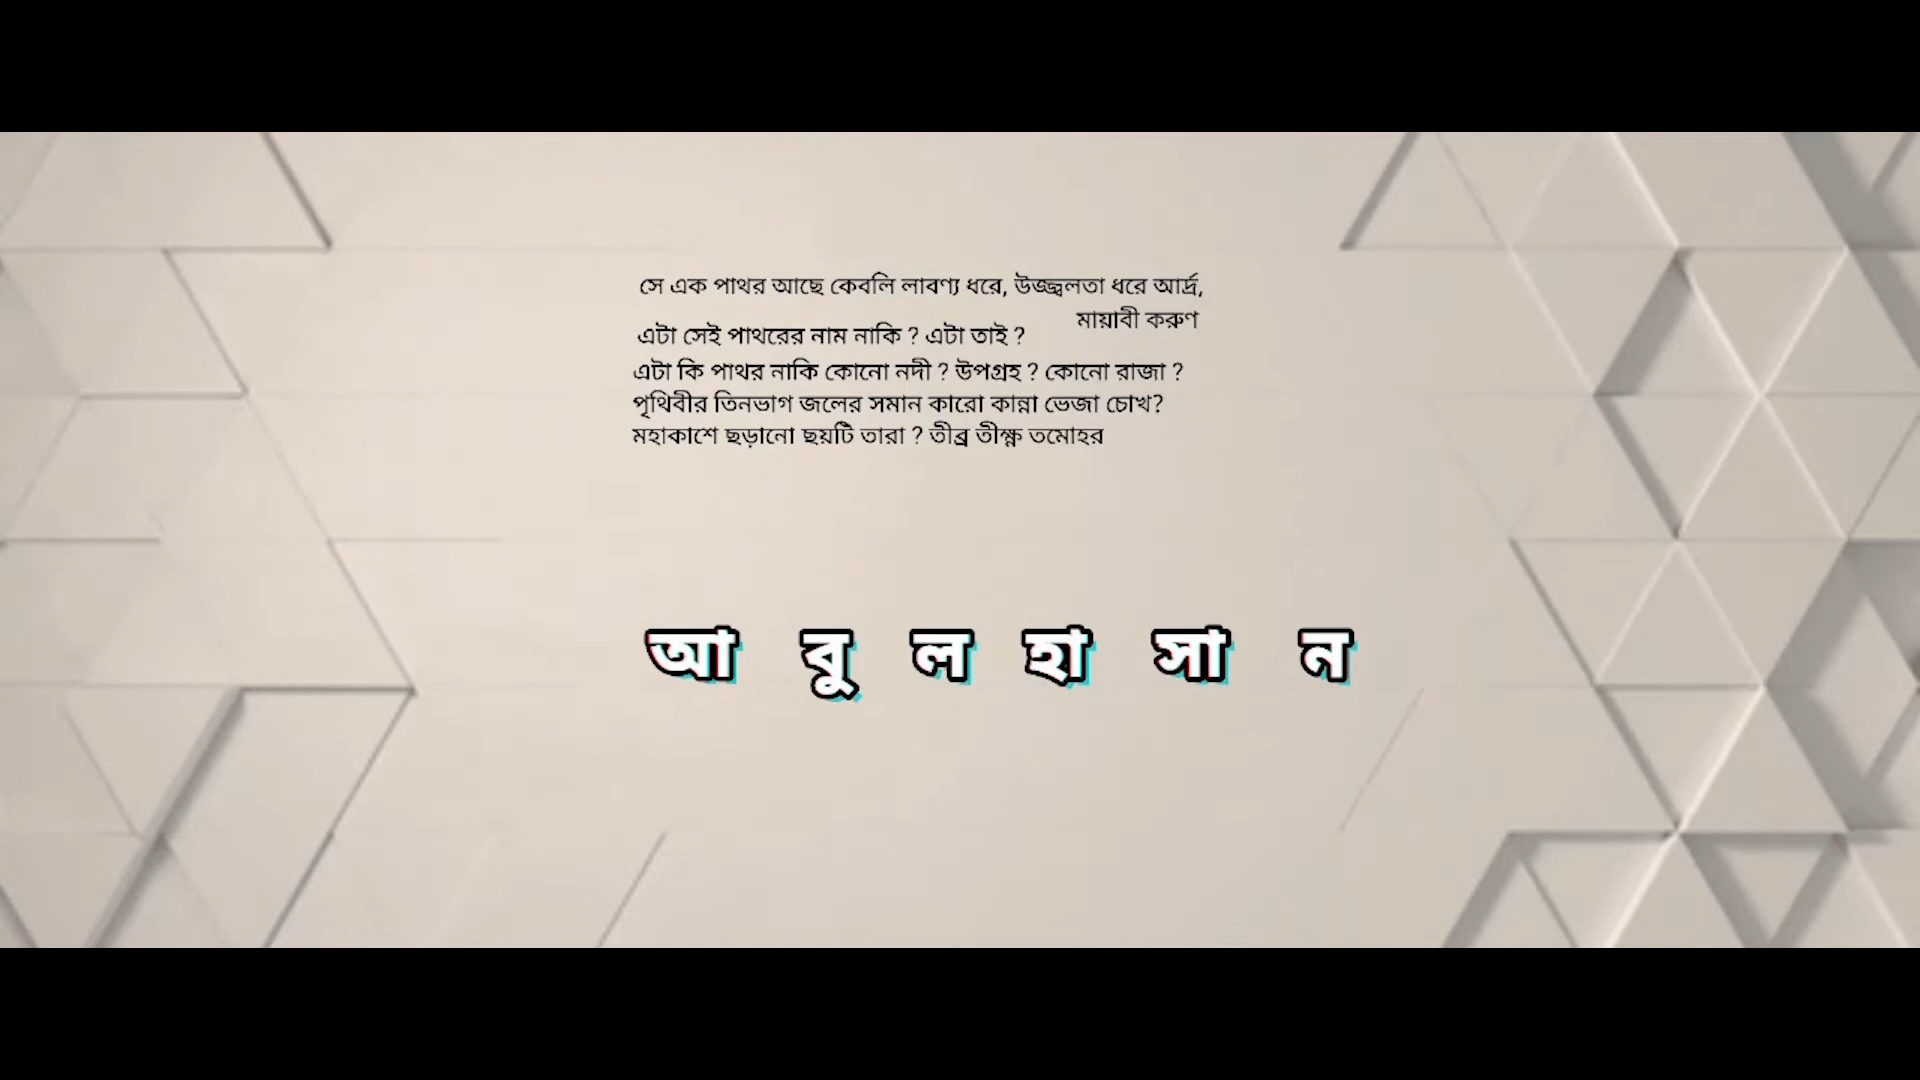 সে এক পাথর আছে কেবলি লাবণ্য ধরে, উজ্জ্বলতা ধরে আর্দ্র,
মায়াবী করুণ
এটা সেই পাথরের নাম নাকি ? এটা তাই ?
এটা কি পাথর নাকি কোনো নদী ? উপগ্রহ ? কোনো রাজা ?
পৃথিবীর তিনভাগ জলের সমান কারো কান্না ভেজা চোখ?
মহাকাশে ছড়ানো ছয়টি তারা ? তীব্র তীক্ষ্ণ তমোহর
আ বু ল হা সা ন